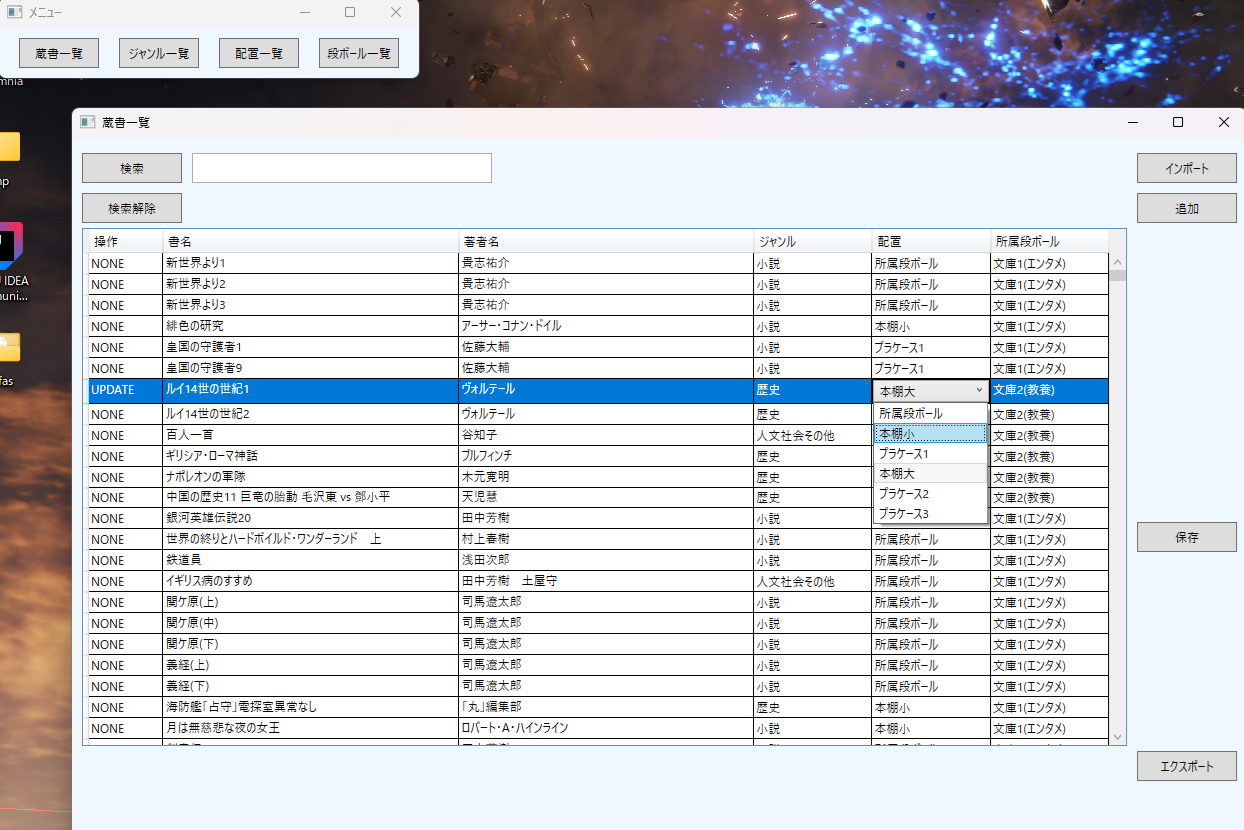 メニュー
蔵書一覧 ジャンル一覧 配置一覧 段ボール一覧
mnia
蔵書一覧
検索 インポート
検索解除 追加
操作 書名 著者名 ジャンル 配置 所属段ボール
NONE 新世界より1 貴志祐介 小説 所属段ボール 文庫1(エンタメ)
NONE 新世界より2 貴志祐介 小説 所属段ボール 文庫1(エンタメ)
NONE 新世界より3 貴志祐介 小説 所属段ボール 文庫1(エンタメ)
NONE 緋色の研究 アーサー・コナン・ドイル 小説 本棚小 文庫1(エンタメ)
NONE 皇国の守護者1 佐藤大輔 小説 プラケース1 文庫1(エンタメ)
NONE 皇国の守護者9 佐藤大輔 小説 プラケース1 文庫1(エンタメ)
UPDATE ルイ14世の世紀1 ヴォルテール 歴史 本棚大 文庫2(教養)
NONE ルイ14世の世紀2 ヴォルテール 歴史 所属段ボール 文庫2(教養)
NONE 百人一首 谷知子 人文社会その他 本棚小 文庫2(教養)
NONE ギリシア・ローマ神話 ブルフィンチ 歴史 プラケース1 文庫2(教養)
NONE ナポレオンの軍隊 木元寛明 歴史 本棚大 文庫2(教養)
NONE 中国の歴史11 巨竜の胎動 毛沢東 vs 鄧小平 天児慧 歴史 プラケース2 文庫2(教養)
NONE 銀河英雄伝説20 田中芳樹 小説 プラケース3 文庫1(エンタメ)
NONE 世界の終りとハードボイルド・ワンダーランド　上 村上春樹 小説 所属段ボール 文庫1(エンタメ)
NONE 鉄道員 浅田次郎 小説 所属段ボール 文庫1(エンタメ)
NONE イギリス病のすすめ 田中芳樹　土屋守 人文社会その他 所属段ボール 文庫1(エンタメ)
NONE 関ケ原(上) 司馬遼太郎 小説 所属段ボール 文庫1(エンタメ)
NONE 関ケ原(中) 司馬遼太郎 小説 所属段ボール 文庫1(エンタメ)
NONE 関ケ原(下) 司馬遼太郎 小説 所属段ボール 文庫1(エンタメ)
NONE 義経(上) 司馬遼太郎 小説 所属段ボール 文庫1(エンタメ)
NONE 義経(下) 司馬遼太郎 小説 所属段ボール 文庫1(エンタメ)
NONE 海防艦「占守」電探室異常なし 「丸」編集部 歴史 本棚小 文庫1(エンタメ)
NONE 月は無慈悲な夜の女王 ロバート・A・ハインライン 小説 本棚小 文庫1(エンタメ)
保存
エクスポート
IDEA
uni...
fas